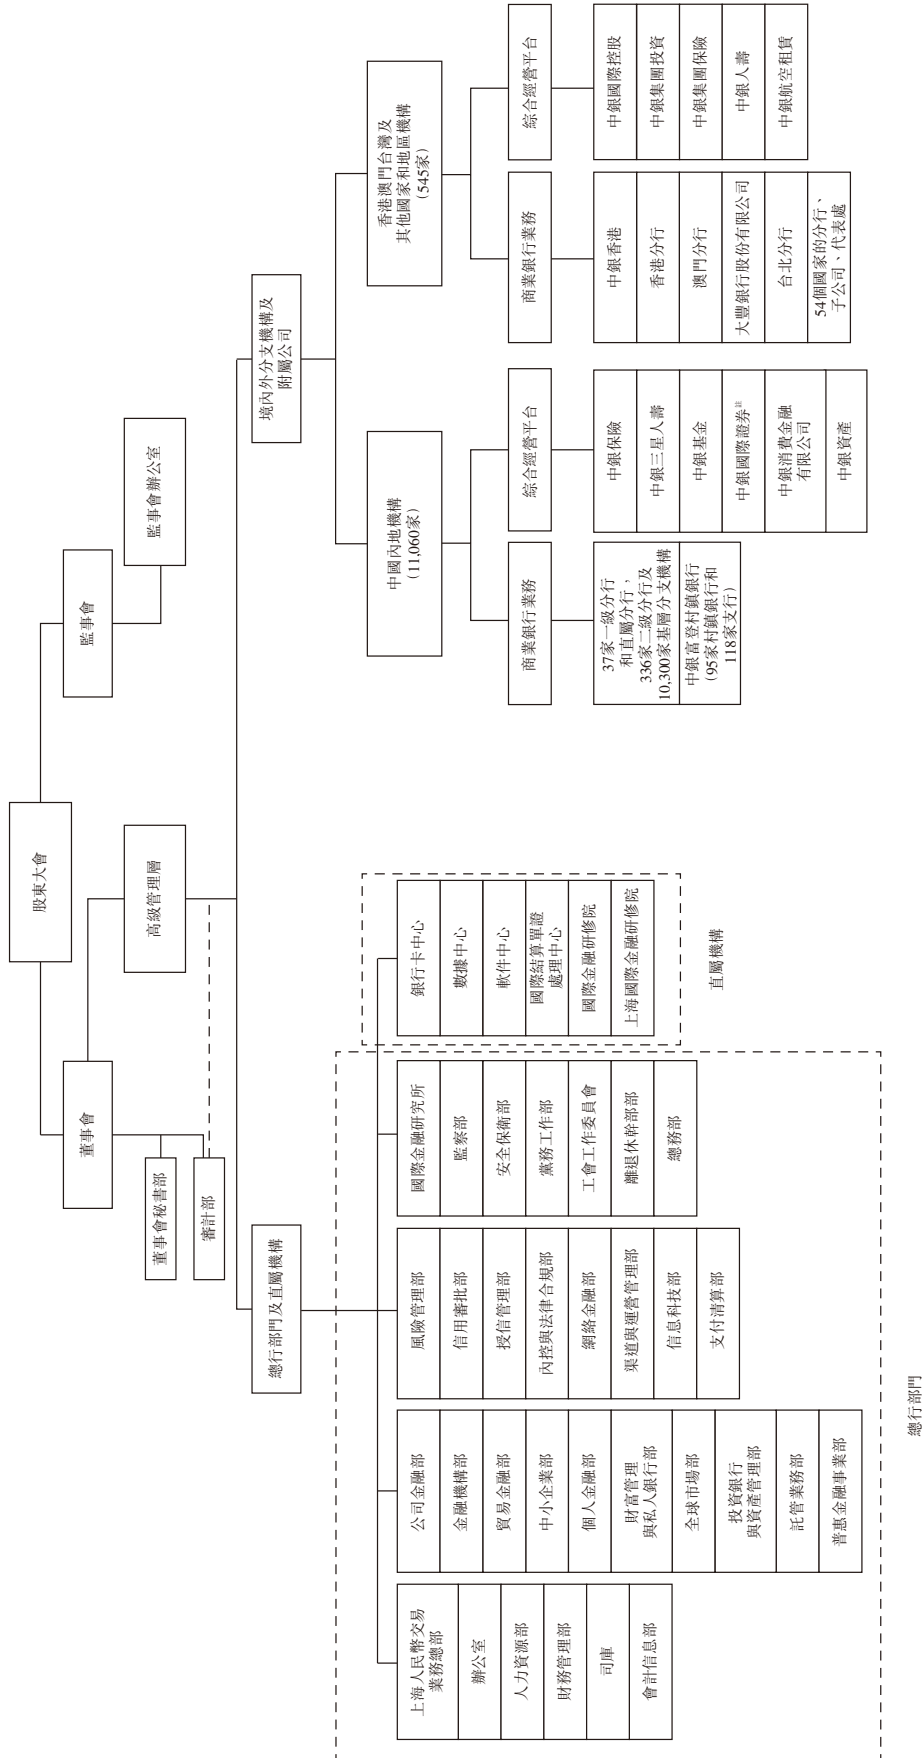 股東大會
董事會
監事會
董事會秘書部
審計部
高級管理層
監事會辦公室
總行部門及直屬機構
境內外分支機構及
附屬公司
上海人民幣交易
業務總部
辦公室
人力資源部
財務管理部
司庫
會計信息部
公司金融部
金融機構部
貿易金融部
中小企業部
個人金融部
財富管理
與私人銀行部
全球市場部
投資銀行
與資產管理部
託管業務部
普惠金融事業部
風險管理部
信用審批部
授信管理部
內控與法律合規部
網絡金融部
渠道與運營管理部
信息科技部
支付清算部
國際金融研究所
監察部
安全保衛部
黨務工作部
工會工作委員會
離退休幹部部
總務部
銀行卡中心
數據中心
軟件中心
國際結算單證
處理中心
國際金融研修院
上海國際金融研修院
直屬機構
總行部門
中國內地機構
(11,060家)
商業銀行業務
37家一級分行
和直屬分行，
336家二級分行及
10,300家基層分支機構
中銀富登村鎮銀行
(95家村鎮銀行和
118家支行)
綜合經營平台
中銀保險
中銀三星人壽
中銀基金
中銀國際證券註
中銀消費金融
有限公司
中銀資產
香港澳門台灣及
其他國家和地區機構
(545家)
商業銀行業務
中銀香港
香港分行
澳門分行
大豐銀行股份有限公司
台北分行
54個國家的分行、
子公司、代表處
綜合經營平台
中銀國際控股
中銀集團投資
中銀集團保險
中銀人壽
中銀航空租賃